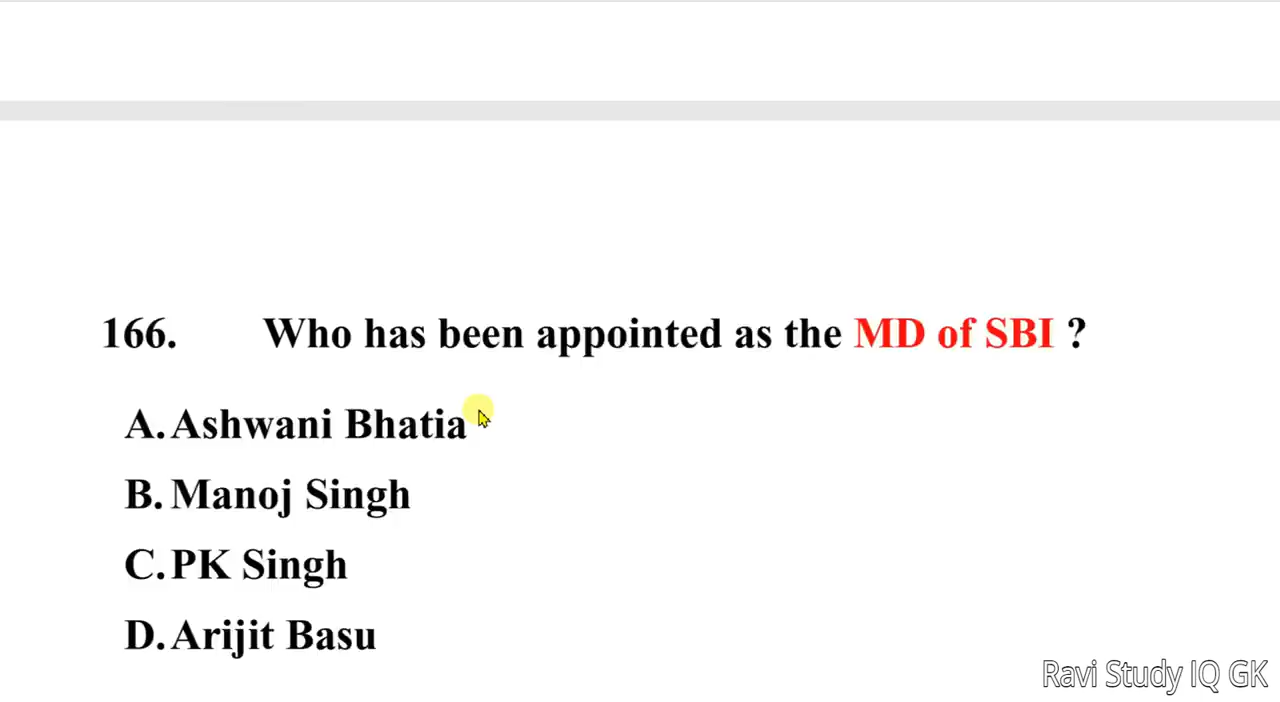 166. Who has been appointed as the MD of SBI ?
A. Ashwani Bhatia
B. Manoj Singh
C. PK Singh
D. Arijit Basu
Ravi Study IQ GK